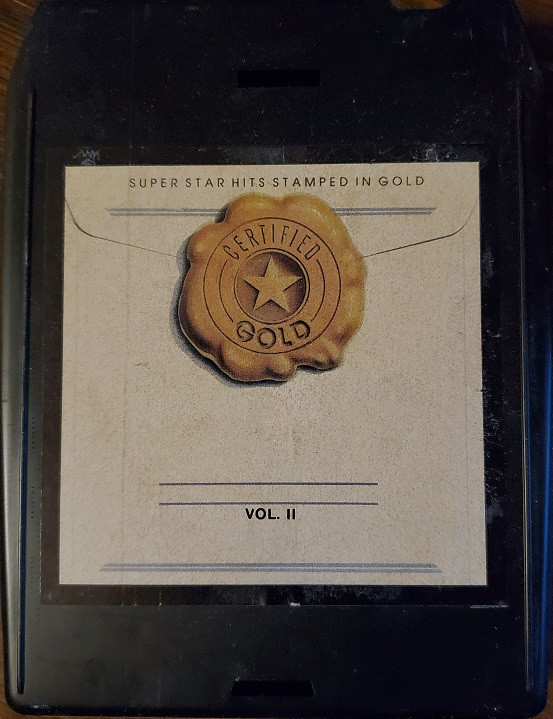 SUPER STAR HITS STAMPED IN GOLD
CERTIFIED
GOLD
VOL. II